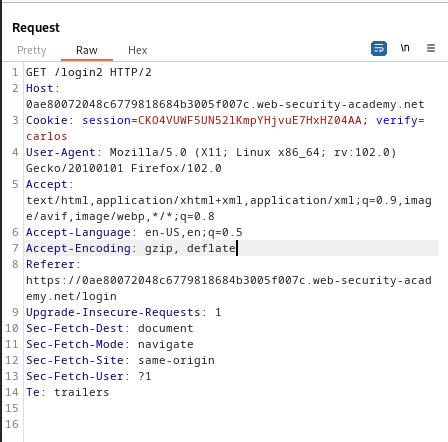 Request
Pretty Raw Hex \n
1 GET /login2 HTTP/2
2 Host:
0ae80072048c6779818684b3005f007c.web-security-academy.net
3 Cookie: session=CKO4VUWF5UN52lKmpYHjvuE7HxHZ04AA; verify=
carlos
4 User-Agent: Mozilla/5.0 (X11; Linux x86_64; rv:102.0)
Gecko/20100101 Firefox/102.0
5 Accept:
text/html,application/xhtml+xml,application/xml;q=0.9,imag
e/avif,image/webp,*/*;q=0.8
6 Accept-Language: en-US,en;q=0.5
7 Accept-Encoding: gzip, deflate
8 Referer:
https://0ae80072048c6779818684b3005f007c.web-security-acad
emy.net/login
9 Upgrade-Insecure-Requests: 1
10 Sec-Fetch-Dest: document
11 Sec-Fetch-Mode: navigate
12 Sec-Fetch-Site: same-origin
13 Sec-Fetch-User: ?1
14 Te: trailers
15
16